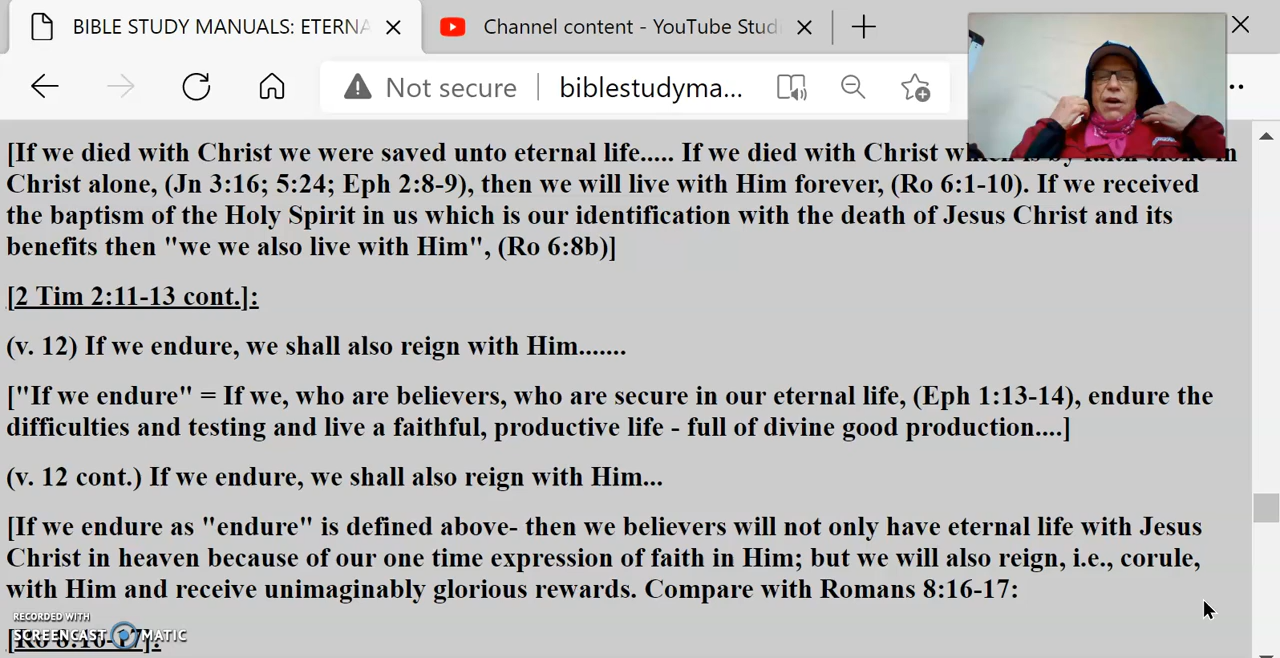 BIBLE STUDY MANUALS: ETERNA
Channel content - YouTube Stud
Not secure
biblestudyma...
[If we died with Christ we were saved unto eternal life..... If we died with Christ
Christ alone, (Jn 3:16; 5:24; Eph 2:8-9), then we will live with Him forever, (Ro 6:1-10). If we received
the baptism of the Holy Spirit in us which is our identification with the death of Jesus Christ and its
benefits then "we we also live with Him", (Ro 6:8b)]
[2 Tim 2:11-13 cont.]:
(v. 12) If we endure, we shall also reign with Him.......
["If we endure" = If we, who are believers, who are secure in our eternal life, (Eph 1:13-14), endure the
difficulties and testing and live a faithful, productive life - full of divine good production....]
(v. 12 cont.) If we endure, we shall also reign with Him...
[If we endure as "endure" is defined above- then we believers will not only have eternal life with Jesus
Christ in heaven because of our one time expression of faith in Him; but we will also reign, i.e., corule,
with Him and receive unimaginably glorious rewards. Compare with Romans 8:16-17:
RECORDED WITH
SCREENCAST MATIC
[Ro 8:16-17]: